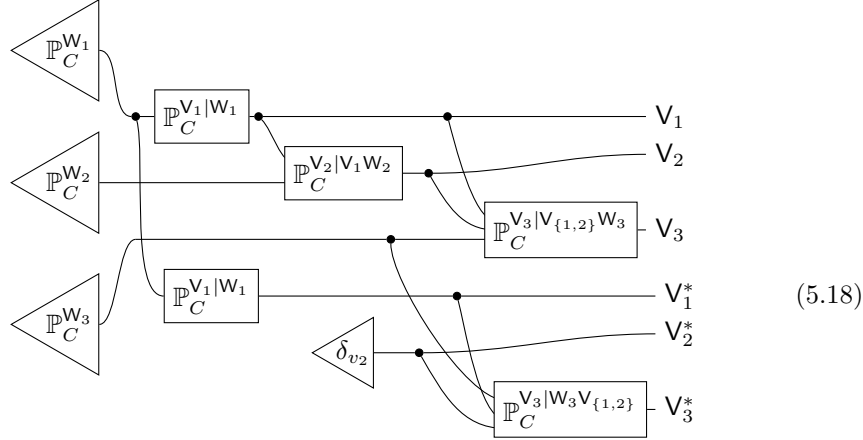 ℙ_C^{W_1}
ℙ_C^{V_1|W_1} V_1
ℙ_C^{W_2} ℙ_C^{V_2|V_1W_2} V_2
ℙ_C^{V_3|V_{\{1,2\}}W_3} V_3
ℙ_C^{W_3} ℙ_C^{V_1|W_1} V_1^* (5.18)
δ_{v_2} V_2^*
ℙ_C^{V_3|W_3V_{\{1,2\}}} V_3^*